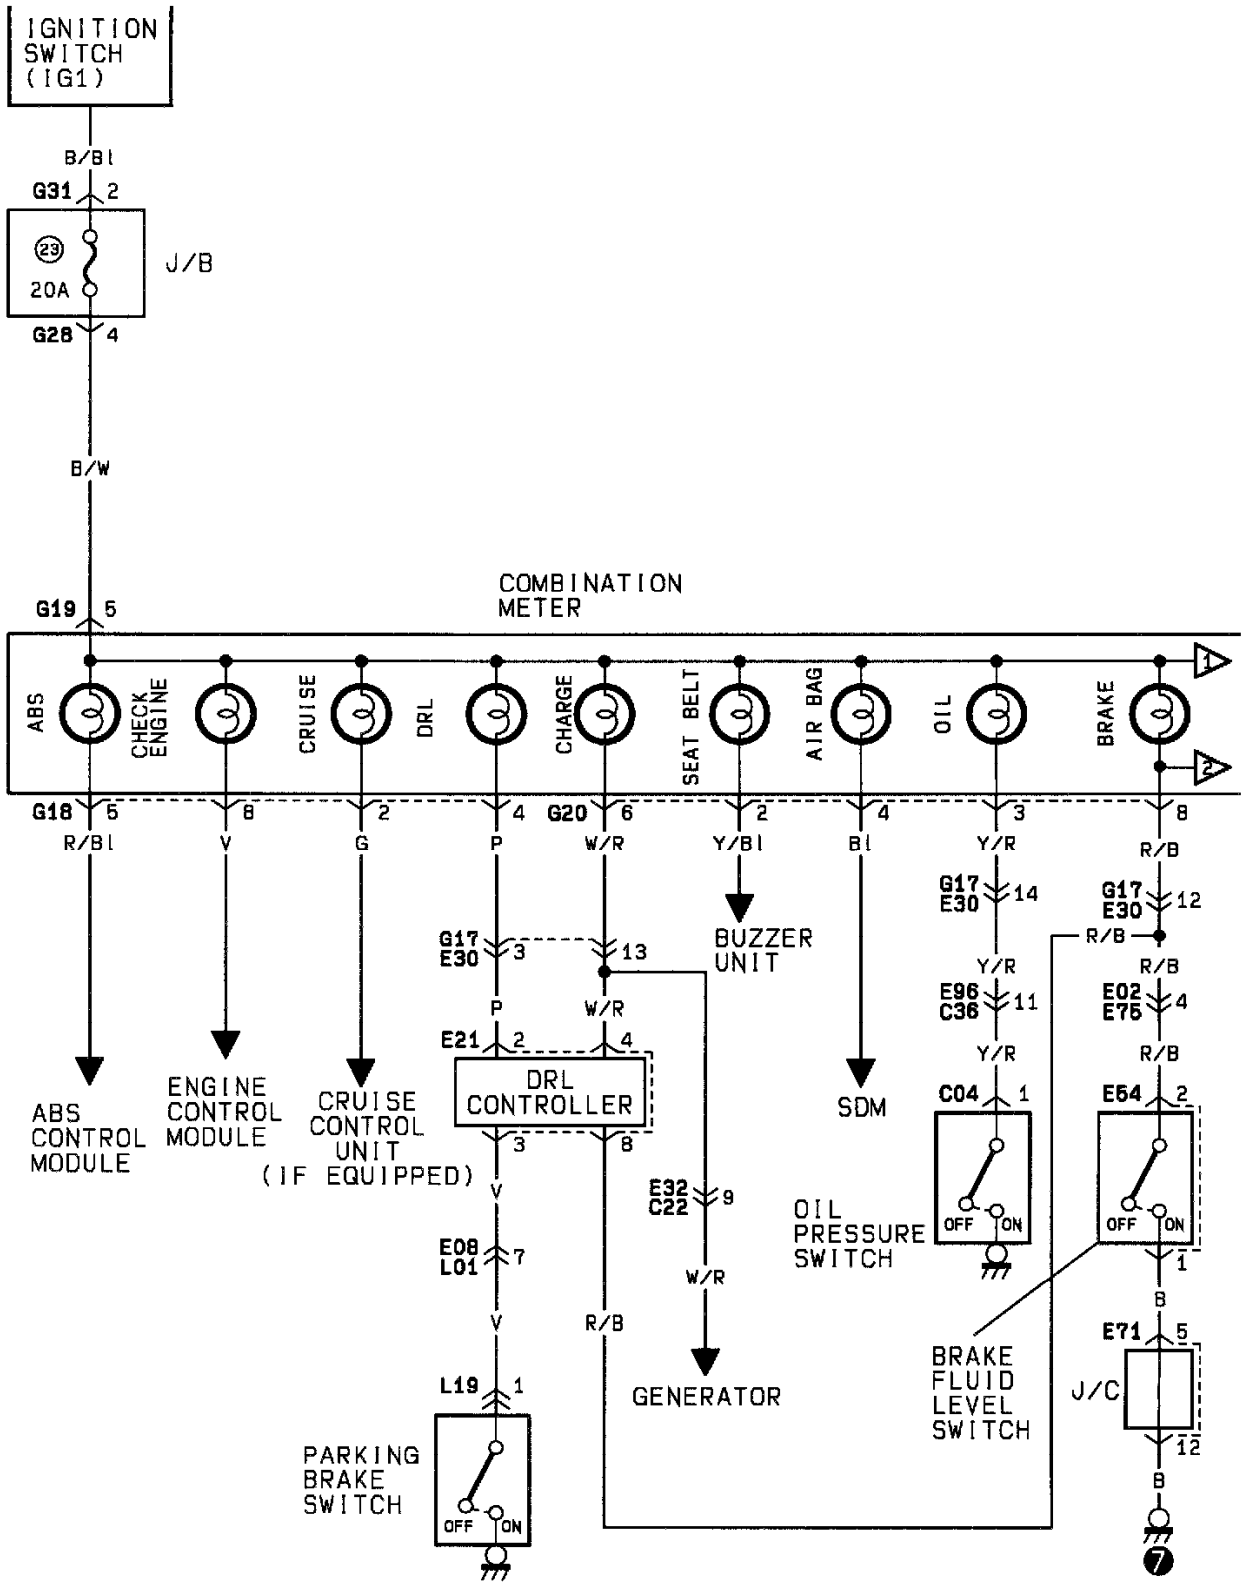 IGNITION
SWITCH
(IG1)
B/Bl
G31 2
23
20A
J/B
G28 4
B/W
COMBINATION
METER
G19 5
1
ABS
CHECK
ENGINE
CRUISE
DRL
CHARGE
SEAT BELT
AIR BAG
OIL
BRAKE
2
G18 5 8 2 4 G20 6 2 4 3 8
R/Bl V G P W/R Y/Bl Bl Y/R R/B
G17
E30 14
G17
E30 12
R/B
G17
E30 3 13
BUZZER
UNIT
Y/R R/B
E96
C36 11
E02
E75 4
P W/R
Y/R R/B
E21 2 4
DRL
CONTROLLER
3 8
ABS
CONTROL
MODULE
ENGINE
CONTROL
MODULE
CRUISE
CONTROL
UNIT
(IF EQUIPPED)
SDM
C04 1
E54 2
OFF ON
OFF ON
OIL
PRESSURE
SWITCH
V
E32
C22 9
E08
L01 7
1
W/R
B
V R/B
E71 5
BRAKE
FLUID
LEVEL
SWITCH
J/C
GENERATOR
L19 1
12
PARKING
BRAKE
SWITCH
OFF ON
B
7